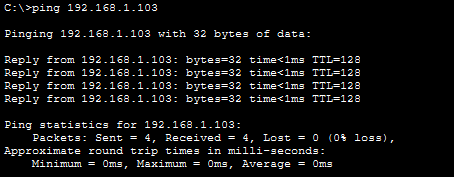 C:\>ping 192.168.1.103
Pinging 192.168.1.103 with 32 bytes of data:
Reply from 192.168.1.103: bytes=32 time<1ms TTL=128
Reply from 192.168.1.103: bytes=32 time<1ms TTL=128
Reply from 192.168.1.103: bytes=32 time<1ms TTL=128
Reply from 192.168.1.103: bytes=32 time<1ms TTL=128
Ping statistics for 192.168.1.103:
    Packets: Sent = 4, Received = 4, Lost = 0 (0% loss),
Approximate round trip times in milli-seconds:
    Minimum = 0ms, Maximum = 0ms, Average = 0ms